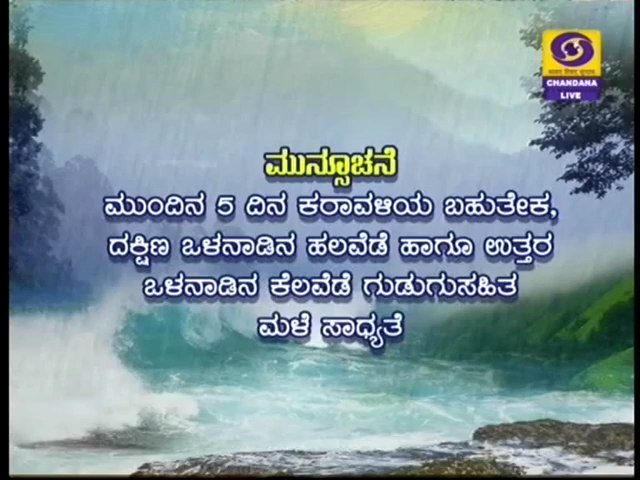 CHANDANA
LIVE
ಮುನ್ಸೂಚನೆ
ಮುಂದಿನ 5 ದಿನ ಕರಾವಳಿಯ ಬಹುತೇಕ,
ದಕ್ಷಿಣ ಒಳನಾಡಿನ ಹಲವೆಡೆ ಹಾಗೂ ಉತ್ತರ
ಒಳನಾಡಿನ ಕೆಲವೆಡೆ ಗುಡುಗುಸಹಿತ
ಮಳೆ ಸಾಧ್ಯತೆ